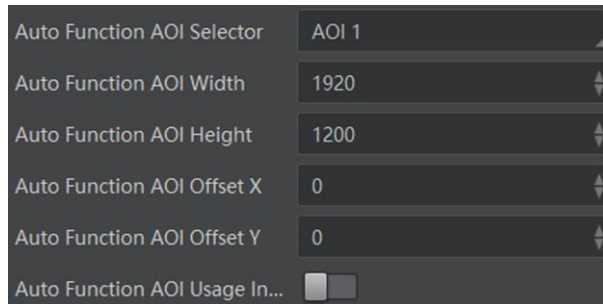 Auto Function AOI Selector AOI 1
Auto Function AOI Width 1920
Auto Function AOI Height 1200
Auto Function AOI Offset X 0
Auto Function AOI Offset Y 0
Auto Function AOI Usage In...